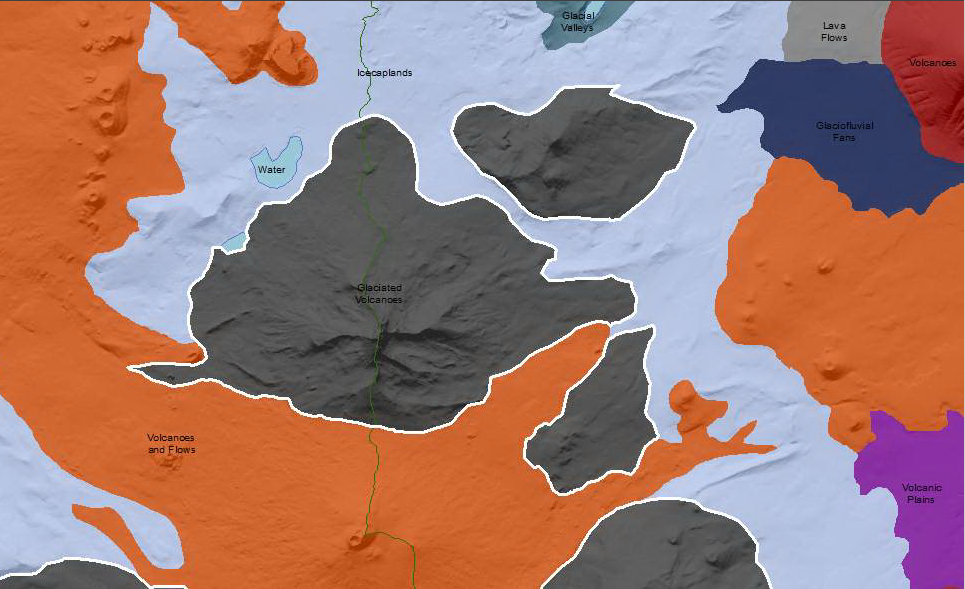 Glacial
Valleys
Lava
Flows
Volcanoes
Icecaplands
Glaciofluvial
Fans
Water
Glaciated
Volcanoes
Volcanoes
and Flows
Volcanic
Plains